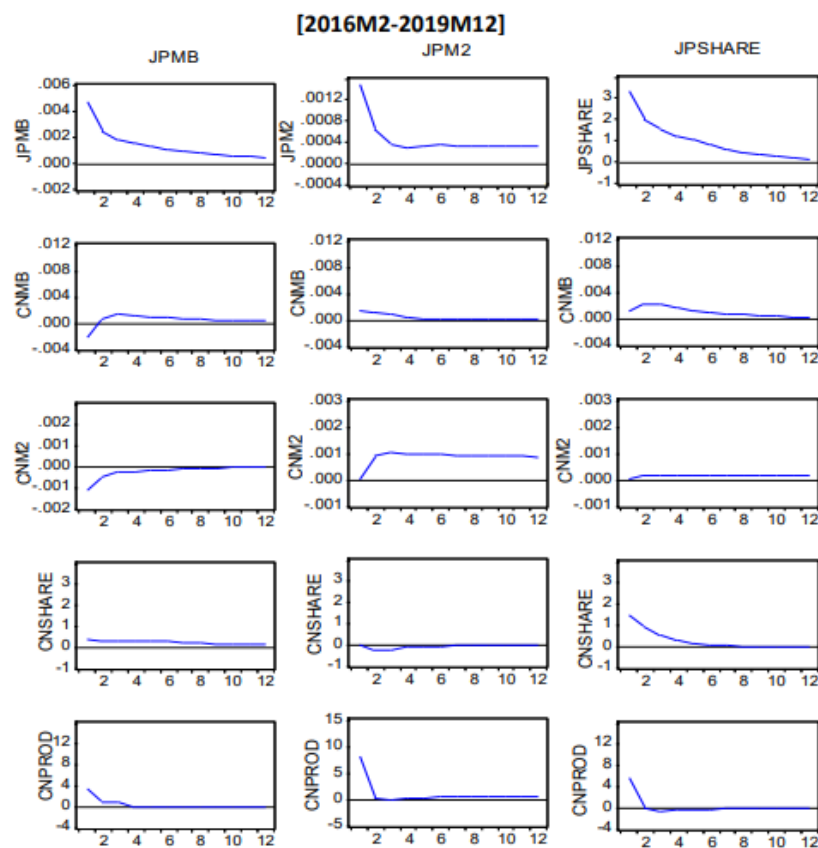 [2016M2-2019M12]
JPMB JPM2 JPSHARE
JPMB
.006
.004
.002
.000
-.002
2 4 6 8 10 12
JPM2
.0012
.0008
.0004
.0000
-.0004
2 4 6 8 10 12
JPSHARE
3
2
1
0
-1
2 4 6 8 10 12
CNMB
.012
.008
.004
.000
-.004
2 4 6 8 10 12
CNMB
.012
.008
.004
.000
-.004
2 4 6 8 10 12
CNMB
.012
.008
.004
.000
-.004
2 4 6 8 10 12
CNM2
.002
.001
.000
-.001
-.002
2 4 6 8 10 12
CNM2
.003
.002
.001
.000
-.001
2 4 6 8 10 12
CNM2
.003
.002
.001
.000
-.001
2 4 6 8 10 12
CNSHARE
3
2
1
0
-1
2 4 6 8 10 12
CNSHARE
3
2
1
0
-1
2 4 6 8 10 12
CNSHARE
3
2
1
0
-1
2 4 6 8 10 12
CNPROD
12
8
4
0
-4
2 4 6 8 10 12
CNPROD
15
10
5
0
-5
2 4 6 8 10 12
CNPROD
12
8
4
0
-4
2 4 6 8 10 12